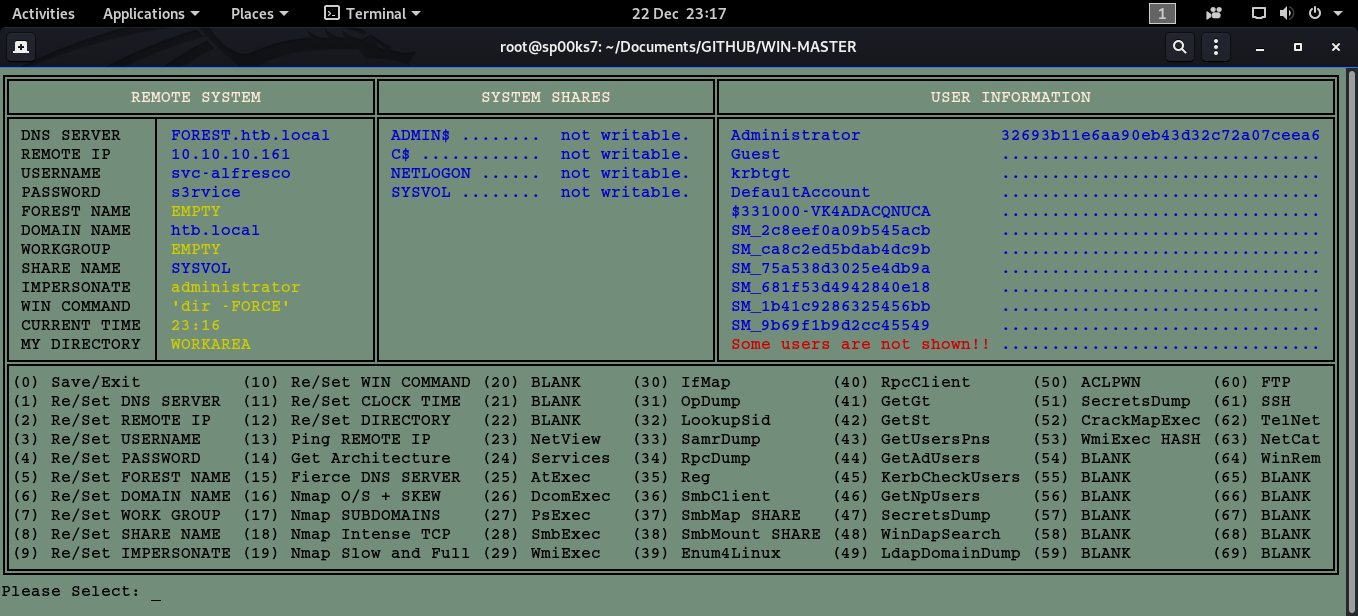 Activities Applications Places Terminal 22 Dec 23:17 1
root@sp00ks7: ~/Documents/GITHUB/WIN-MASTER
REMOTE SYSTEM SYSTEM SHARES USER INFORMATION
DNS SERVER FOREST.htb.local ADMIN$ ........ not writable. Administrator 32693b11e6aa90eb43d32c72a07ceea6
REMOTE IP 10.10.10.161 C$ ............ not writable. Guest ................................
USERNAME svc-alfresco NETLOGON ...... not writable. krbtgt ................................
PASSWORD s3rvice SYSVOL ........ not writable. DefaultAccount ................................
FOREST NAME EMPTY $331000-VK4ADACQNUCA ................................
DOMAIN NAME htb.local SM_2c8eef0a09b545acb ................................
WORKGROUP EMPTY SM_ca8c2ed5bdab4dc9b ................................
SHARE NAME SYSVOL SM_75a538d3025e4db9a ................................
IMPERSONATE administrator SM_681f53d4942840e18 ................................
WIN COMMAND 'dir -FORCE' SM_1b41c9286325456bb ................................
CURRENT TIME 23:16 SM_9b69f1b9d2cc45549 ................................
MY DIRECTORY WORKAREA Some users are not shown!! ................................
(0) Save/Exit (10) Re/Set WIN COMMAND (20) BLANK (30) IfMap (40) RpcClient (50) ACLPWN (60) FTP
(1) Re/Set DNS SERVER (11) Re/Set CLOCK TIME (21) BLANK (31) OpDump (41) GetGt (51) SecretsDump (61) SSH
(2) Re/Set REMOTE IP (12) Re/Set DIRECTORY (22) BLANK (32) LookupSid (42) GetSt (52) CrackMapExec (62) TelNet
(3) Re/Set USERNAME (13) Ping REMOTE IP (23) NetView (33) SamrDump (43) GetUsersPns (53) WmiExec HASH (63) NetCat
(4) Re/Set PASSWORD (14) Get Architecture (24) Services (34) RpcDump (44) GetAdUsers (54) BLANK (64) WinRem
(5) Re/Set FOREST NAME (15) Fierce DNS SERVER (25) AtExec (35) Reg (45) KerbCheckUsers (55) BLANK (65) BLANK
(6) Re/Set DOMAIN NAME (16) Nmap O/S + SKEW (26) DcomExec (36) SmbClient (46) GetNpUsers (56) BLANK (66) BLANK
(7) Re/Set WORK GROUP (17) Nmap SUBDOMAINS (27) PsExec (37) SmbMap SHARE (47) SecretsDump (57) BLANK (67) BLANK
(8) Re/Set SHARE NAME (18) Nmap Intense TCP (28) SmbExec (38) SmbMount SHARE (48) WinDapSearch (58) BLANK (68) BLANK
(9) Re/Set IMPERSONATE (19) Nmap Slow and Full (29) WmiExec (39) Enum4Linux (49) LdapDomainDump (59) BLANK (69) BLANK
Please Select: _